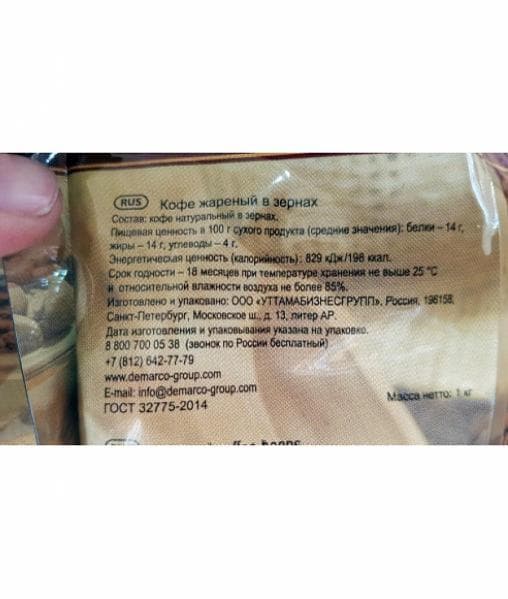 RUS Кофе жареный в зернах
Состав: кофе натуральный в зернах.
Пищевая ценность в 100 г сухого продукта (средние значения): белки – 14 г,
жиры – 14 г, углеводы – 4 г.
Энергетическая ценность (калорийность): 829 кДж/198 ккал.
Срок годности – 18 месяцев при температуре хранения не выше 25 °C
и относительной влажности воздуха не более 85%.
Изготовлено и упаковано: ООО «УТТАМАБИЗНЕСГРУПП», Россия, 196158,
Санкт-Петербург, Московское ш., д. 13, литер АР.
Дата изготовления и упаковывания указана на упаковке.
8 800 700 05 38 (звонок по России бесплатный)
+7 (812) 642-77-79
www.demarco-group.com
E-mail: info@demarco-group.com
Масса нетто: 1 кг
ГОСТ 32775-2014